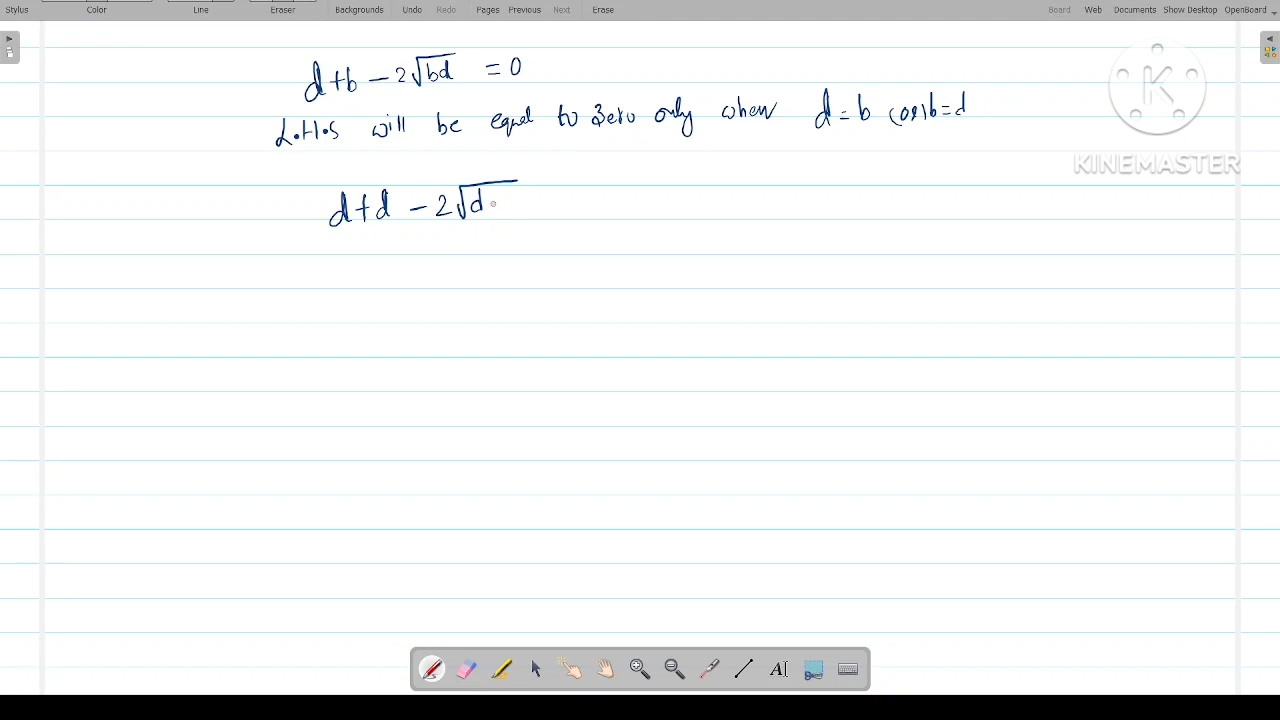 Stylus Color Line Eraser Backgrounds Undo Redo Pages Previous Next Erase Board Web Documents Show Desktop OpenBoard
d+b - 2√bd = 0
L.H.S will be equal to zero only when d = b (or) b = d
KINEMASTER
d+d - 2√d